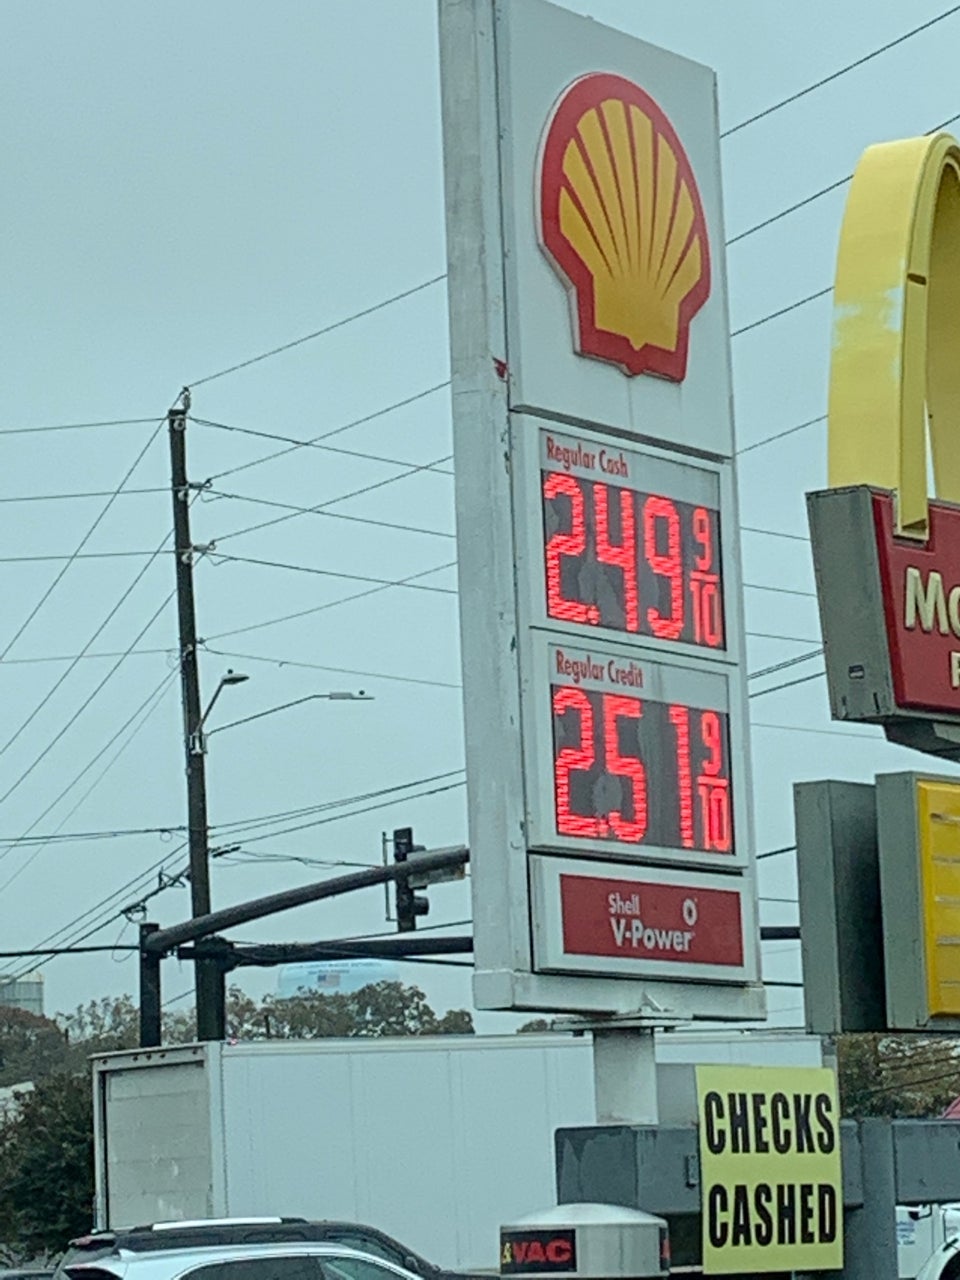 Regular Cash
2.49 9/10
Regular Credit
2.51 9/10
Shell
V-Power
CHECKS
CASHED
VAC